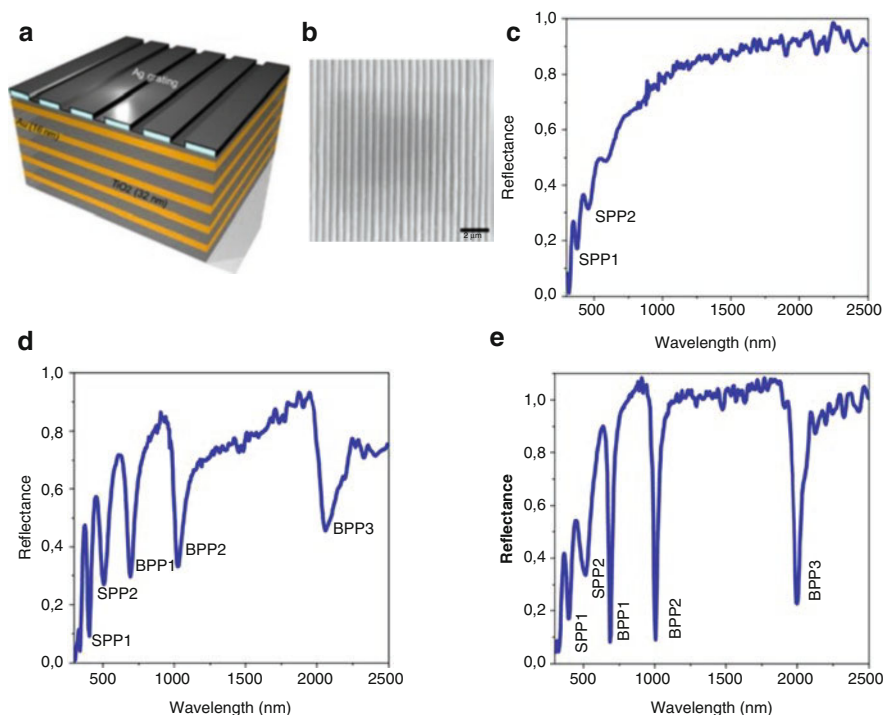 a
Ag grating
Au (16 nm)
TiO2 (32 nm)
b
2 µm
c
1,0
0,8
0,6
0,4
0,2
0,0
Reflectance
SPP2
SPP1
500 1000 1500 2000 2500
Wavelength (nm)
d
1,0
0,8
0,6
0,4
0,2
0,0
Reflectance
SPP1
SPP2
BPP1
BPP2
BPP3
500 1000 1500 2000 2500
Wavelength (nm)
e
1,0
0,8
0,6
0,4
0,2
0,0
Reflectance
SPP1
SPP2
BPP1
BPP2
BPP3
500 1000 1500 2000 2500
Wavelength (nm)